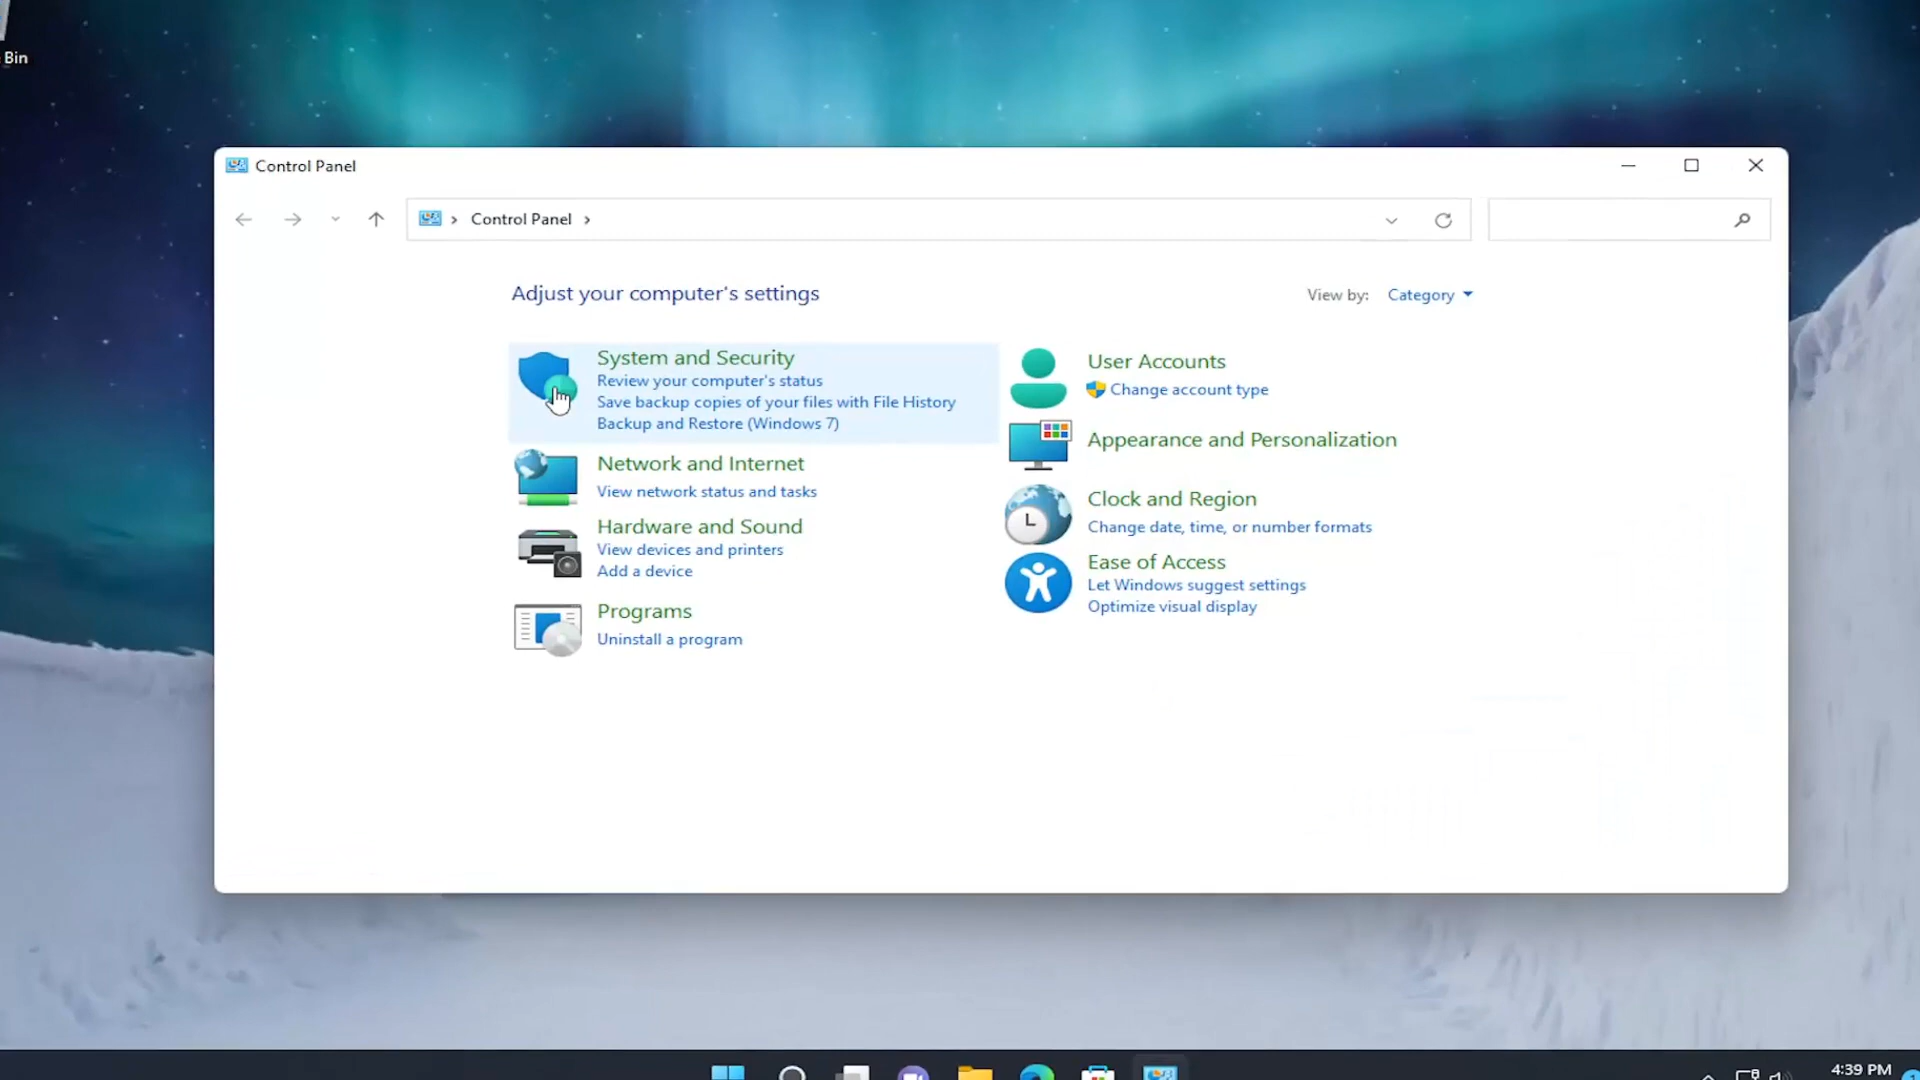 Bin
Control Panel
Control Panel
Adjust your computer's settings
View by: Category
System and Security
Review your computer's status
Save backup copies of your files with File History
Backup and Restore (Windows 7)
Network and Internet
View network status and tasks
Hardware and Sound
View devices and printers
Add a device
Programs
Uninstall a program
User Accounts
Change account type
Appearance and Personalization
Clock and Region
Change date, time, or number formats
Ease of Access
Let Windows suggest settings
Optimize visual display
4:39 PM